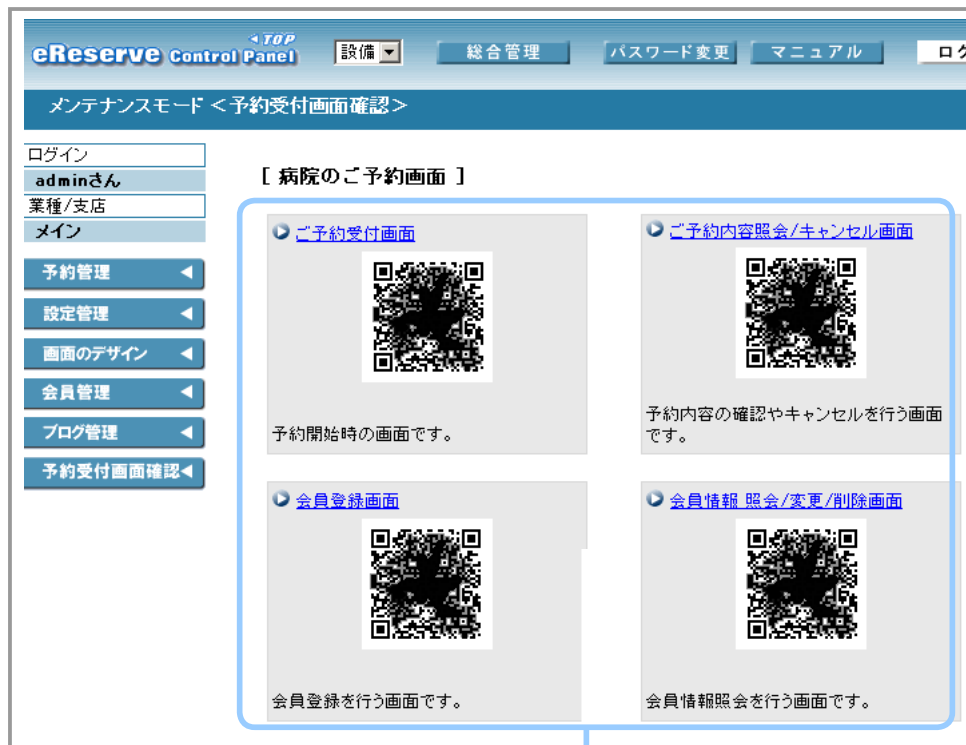 ◀TOP
eReserve Control Panel
設備
総合管理
パスワード変更
マニュアル
メンテナンスモード <予約受付画面確認>
ログイン
adminさん
業種/支店
メイン
予約管理
設定管理
画面のデザイン
会員管理
ブログ管理
予約受付画面確認
[ 病院のご予約画面 ]
ご予約受付画面
予約開始時の画面です。
ご予約内容照会/キャンセル画面
予約内容の確認やキャンセルを行う画面
です。
会員登録画面
会員登録を行う画面です。
会員情報 照会/変更/削除画面
会員情報照会を行う画面です。